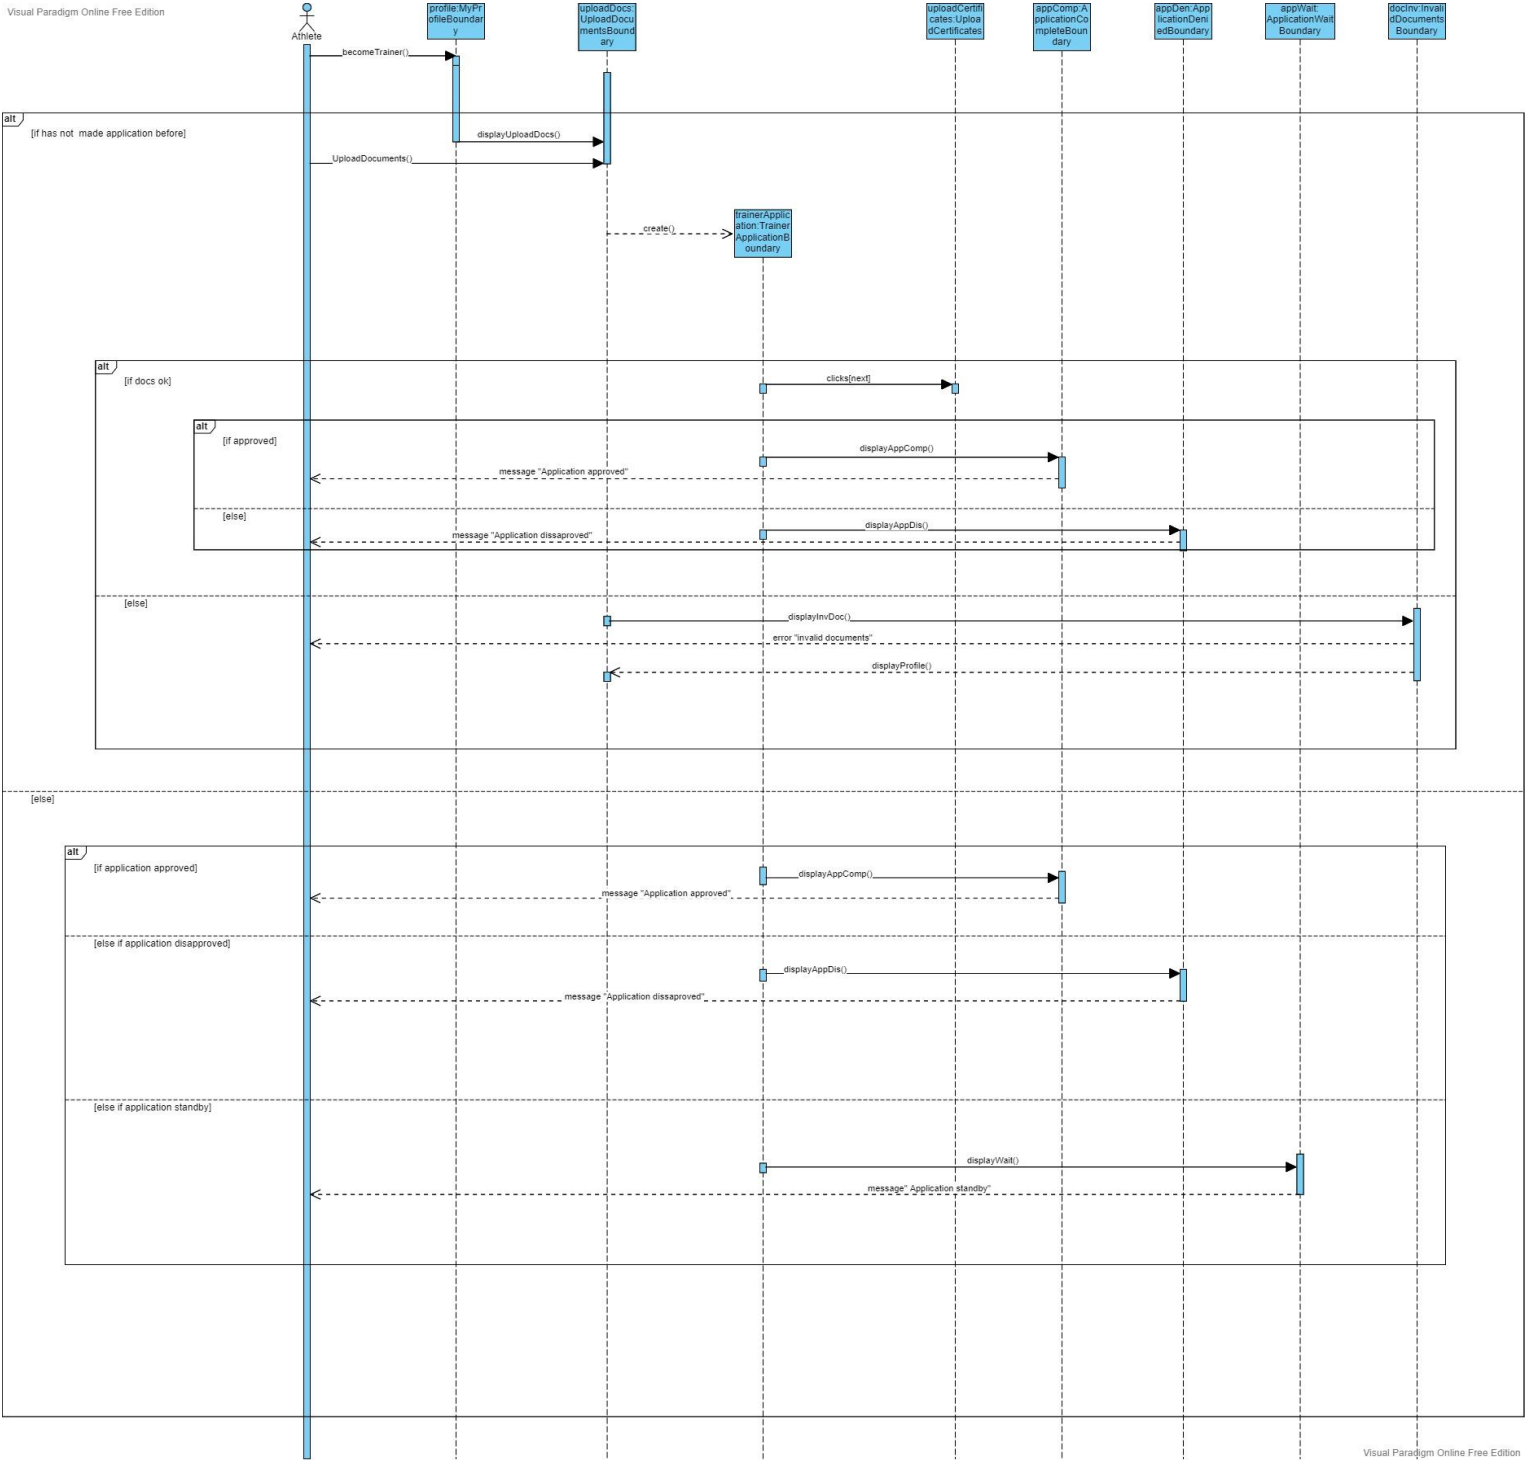 Visual Paradigm Online Free Edition
Athlete
profile:MyPr
ofileBoundar
y
uploadDocs:
UploadDocu
mentsBound
ary
uploadCertifi
cates:Uploa
dCertificates
appComp:A
pplicationCo
mpleteBoun
dary
appDen:App
licationDeni
edBoundary
appWait:
ApplicationWait
Boundary
docInv:Invali
dDocuments
Boundary
becomeTrainer()
alt
[if has not  made application before]
displayUploadDocs()
UploadDocuments()
trainerApplic
ation:Trainer
ApplicationB
oundary
create()
alt
[if docs ok]
clicks[next]
alt
[if approved]
displayAppComp()
message "Application approved"
[else]
displayAppDis()
message "Application dissaproved"
[else]
displayInvDoc()
error "invalid documents"
displayProfile()
[else]
alt
[if application approved]
displayAppComp()
message "Application approved"
[else if application disapproved]
displayAppDis()
message "Application dissaproved"
[else if application standby]
displayWait()
message" Application standby"
Visual Paradigm Online Free Edition